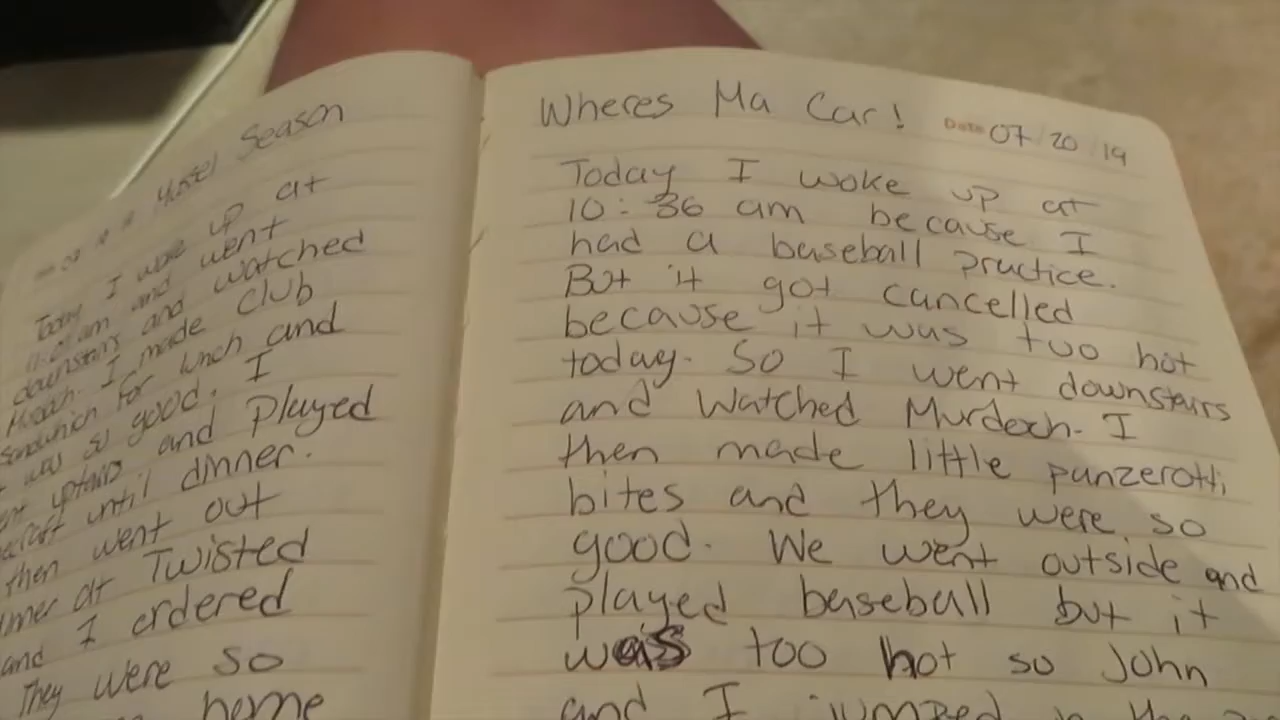 Season
Today I woke up at
am and went
downstairs and watched
I made club
Sandwich for lunch and
was so good. I
upstairs and played
until dinner.
then went out
at Twisted
and I ordered
They were so
home
Wheres Ma Car!
Date 07/20/19
Today I woke up at
10:36 am because I
had a baseball practice.
But it got cancelled
because it was too hot
today. So I went downstairs
and watched Murdoch. I
then made little panzerotti
bites and they were so
good. We went outside and
played baseball but it
was too hot so John
and I jumped in